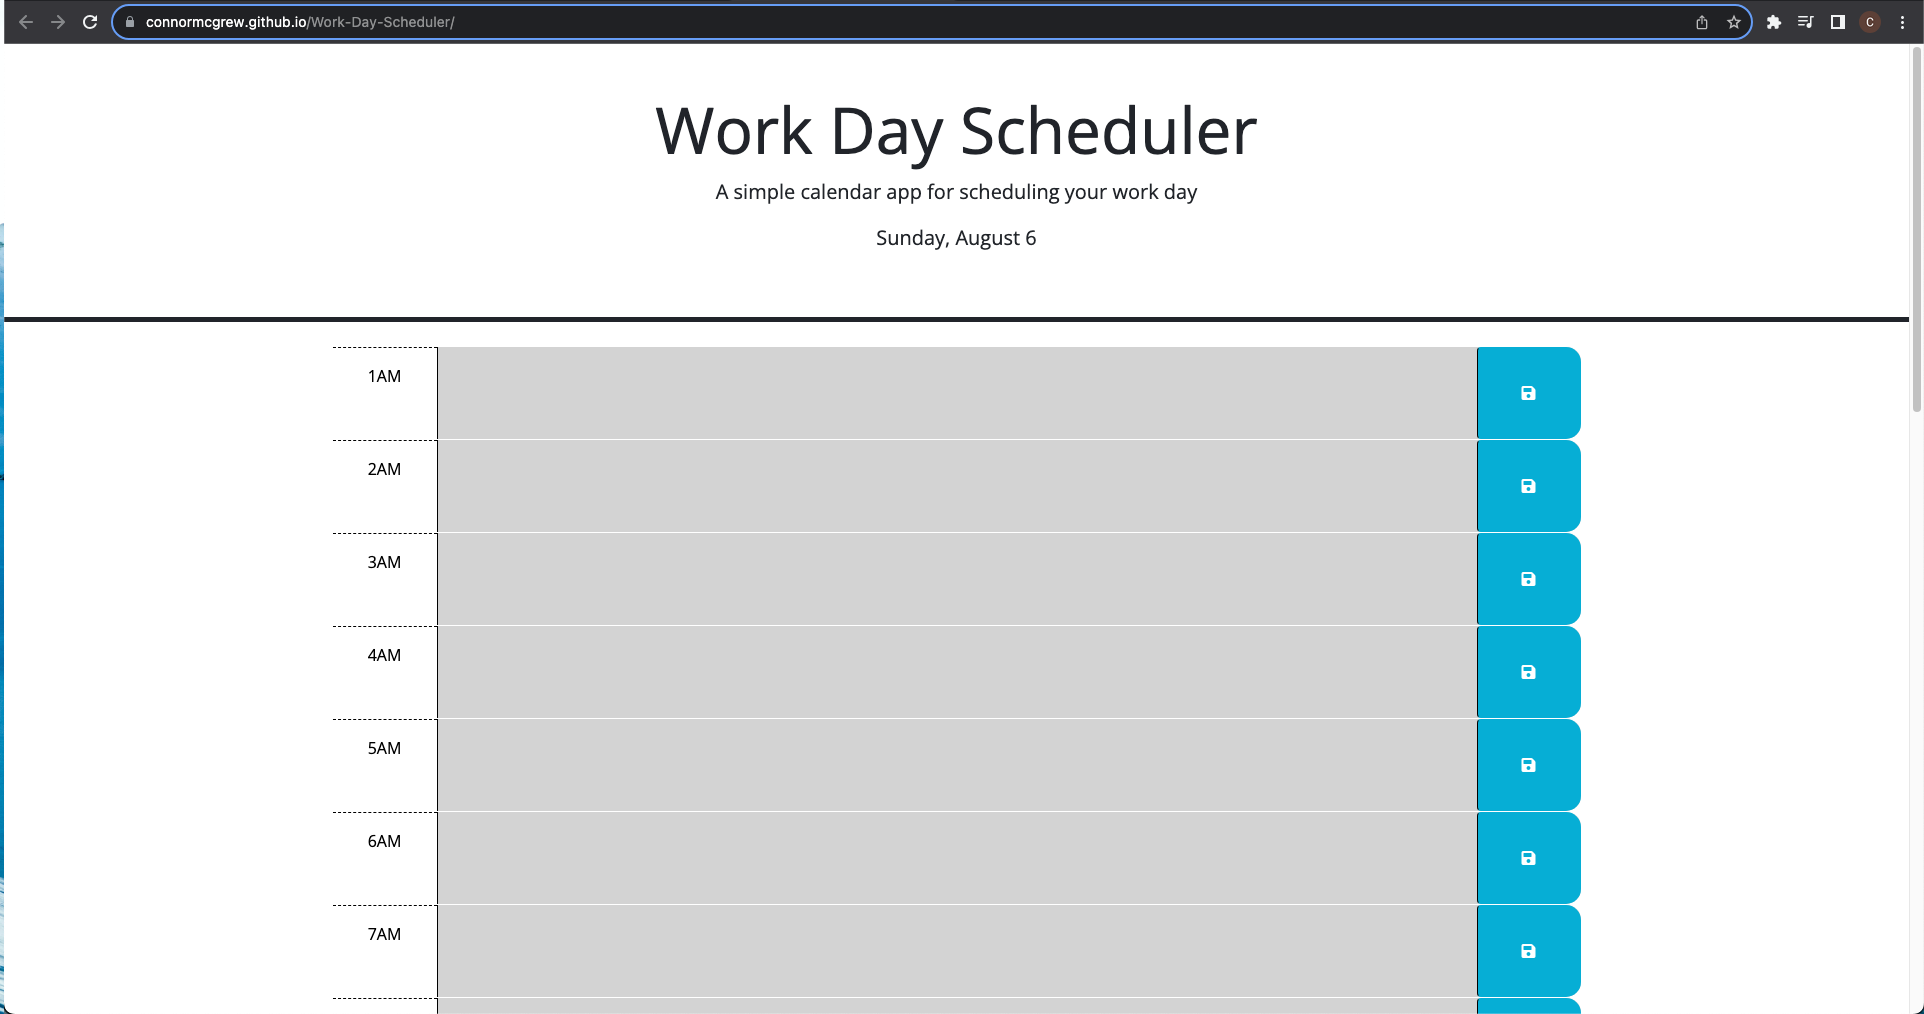 connormcgrew.github.io/Work-Day-Scheduler/
C
Work Day Scheduler
A simple calendar app for scheduling your work day
Sunday, August 6
1AM
2AM
3AM
4AM
5AM
6AM
7AM